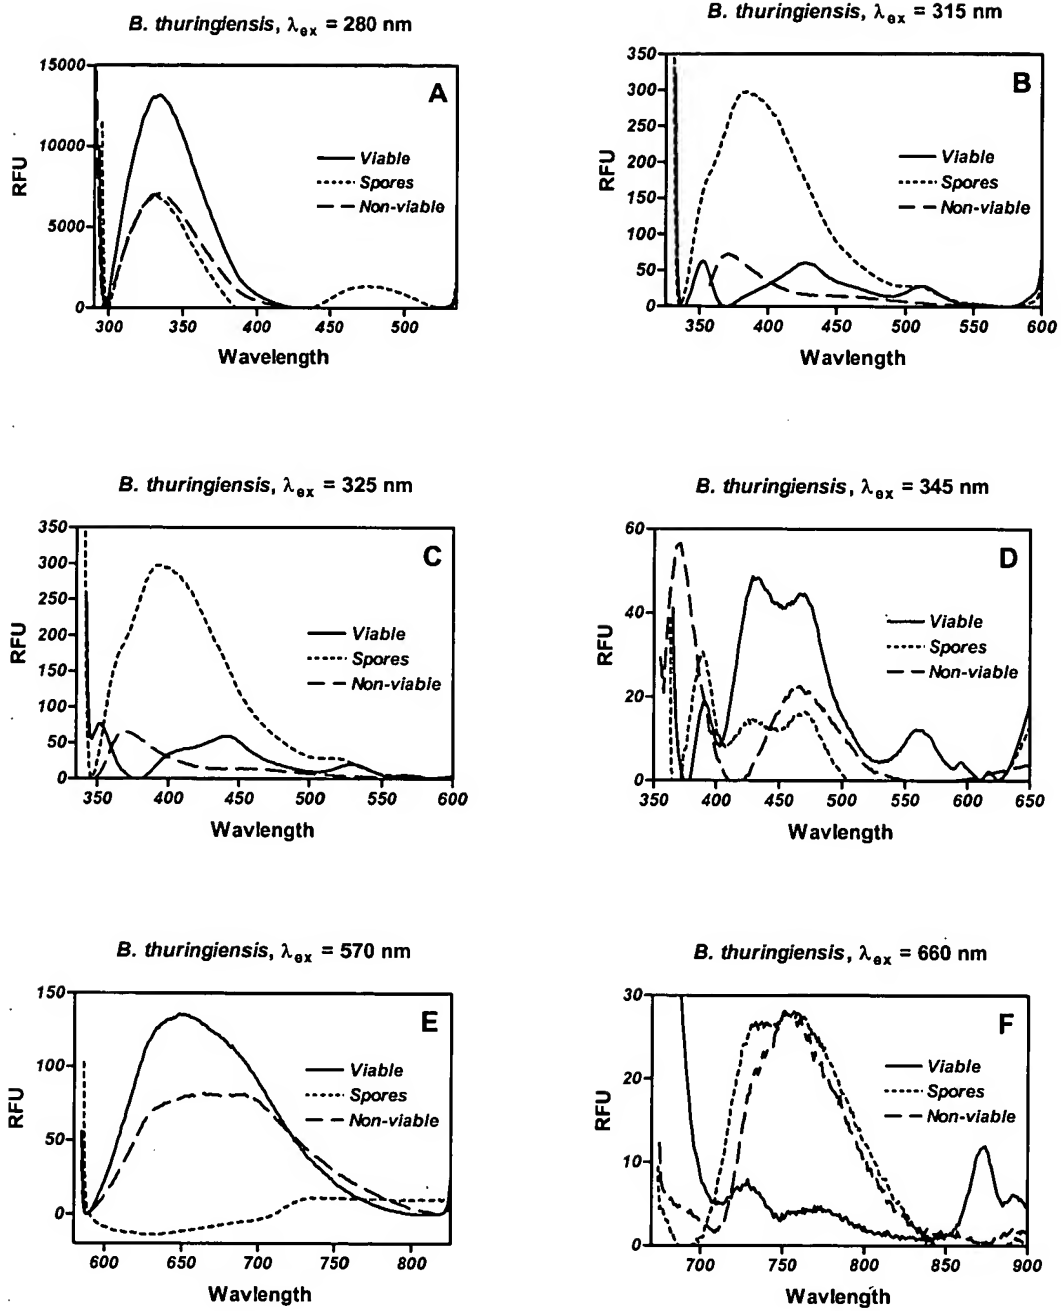 B. thuringiensis, λex = 280 nm
15000
10000
5000
0
RFU
A
Viable
Spores
Non-viable
300 350 400 450 500
Wavelength
B. thuringiensis, λex = 315 nm
350
300
250
200
150
100
50
0
RFU
B
Viable
Spores
Non-viable
350 400 450 500 550 600
Wavlength
B. thuringiensis, λex = 325 nm
350
300
250
200
150
100
50
0
RFU
C
Viable
Spores
Non-viable
350 400 450 500 550 600
Wavlength
B. thuringiensis, λex = 345 nm
60
40
20
0
RFU
D
Viable
Spores
Non-viable
350 400 450 500 550 600 650
Wavlength
B. thuringiensis, λex = 570 nm
150
100
50
0
RFU
E
Viable
Spores
Non-viable
600 650 700 750 800
Wavlength
B. thuringiensis, λex = 660 nm
30
20
10
0
RFU
F
Viable
Spores
Non-viable
700 750 800 850 900
Wavlength